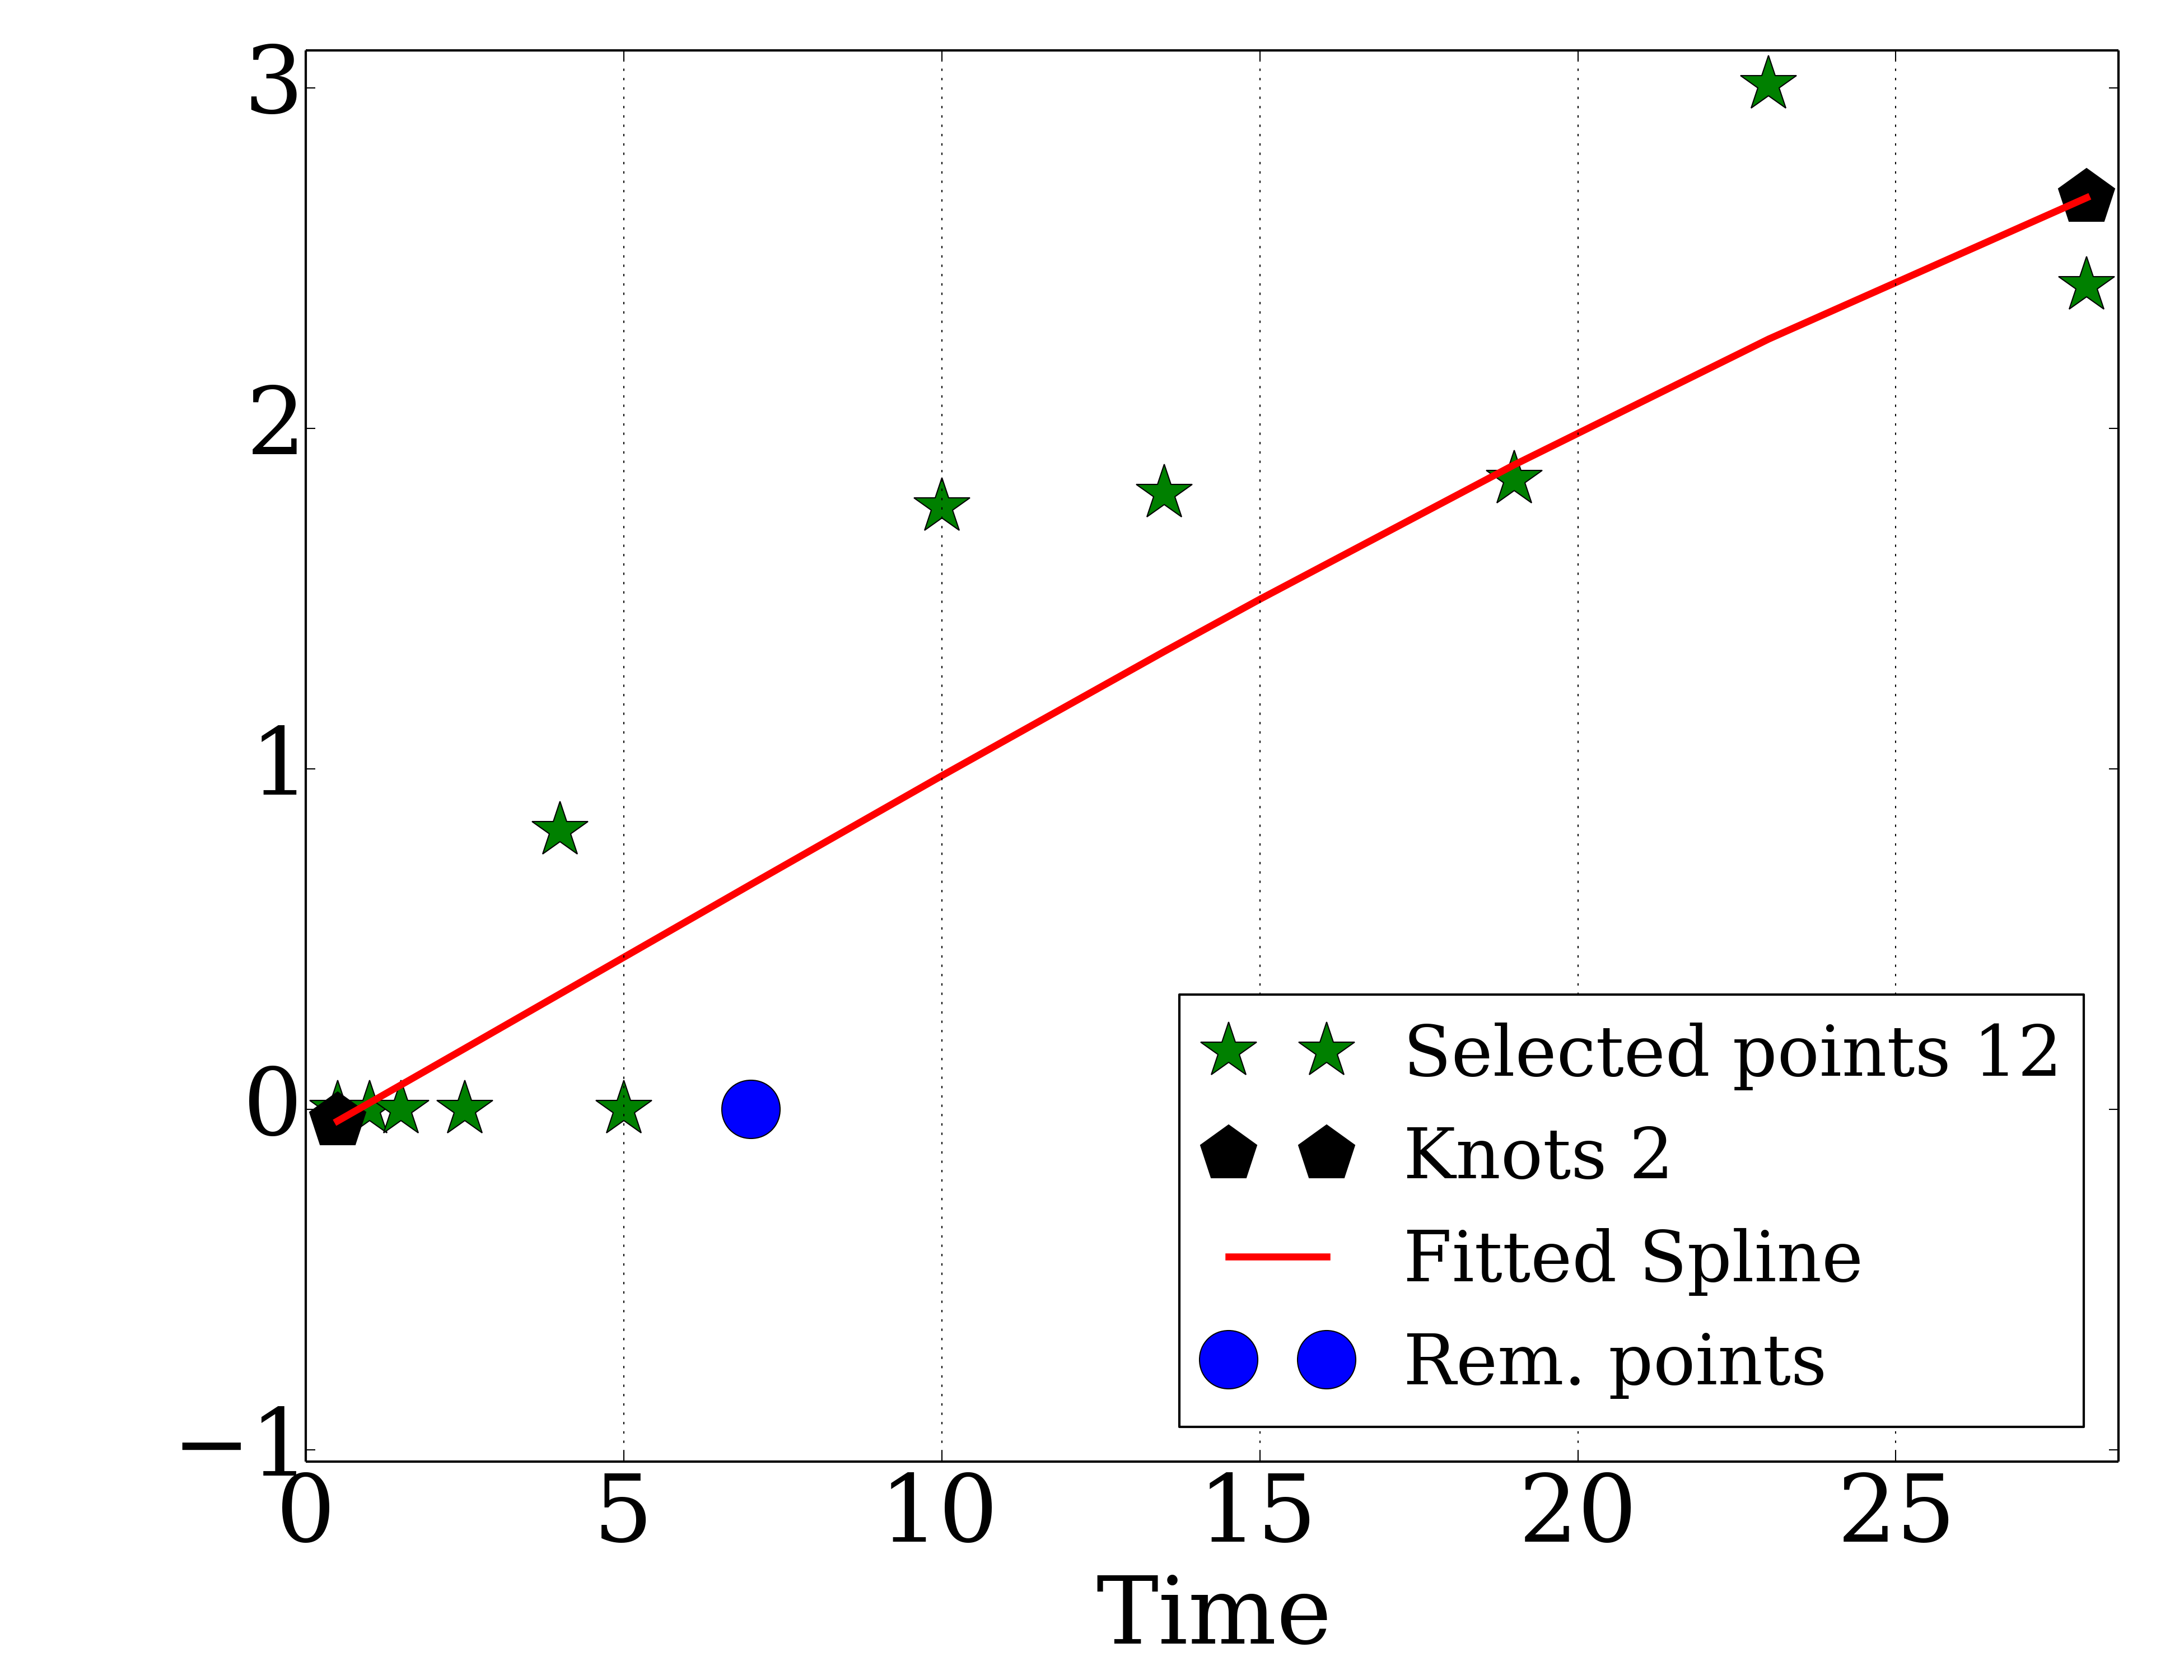 3
2
1
0
−1
0 5 10 15 20 25
Time
Selected points 12
Knots 2
Fitted Spline
Rem. points